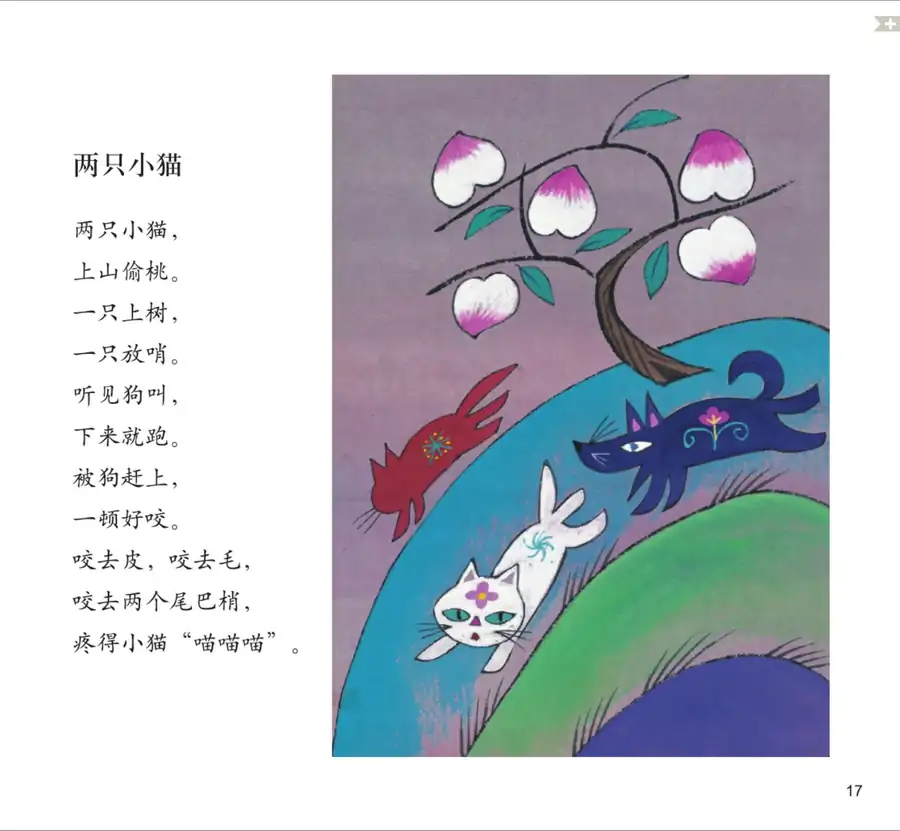 两只小猫
两只小猫，
上山偷桃。
一只上树，
一只放哨。
听见狗叫，
下来就跑。
被狗赶上，
一顿好咬。
咬去皮，咬去毛，
咬去两个尾巴梢，
疼得小猫“喵喵喵”。
17